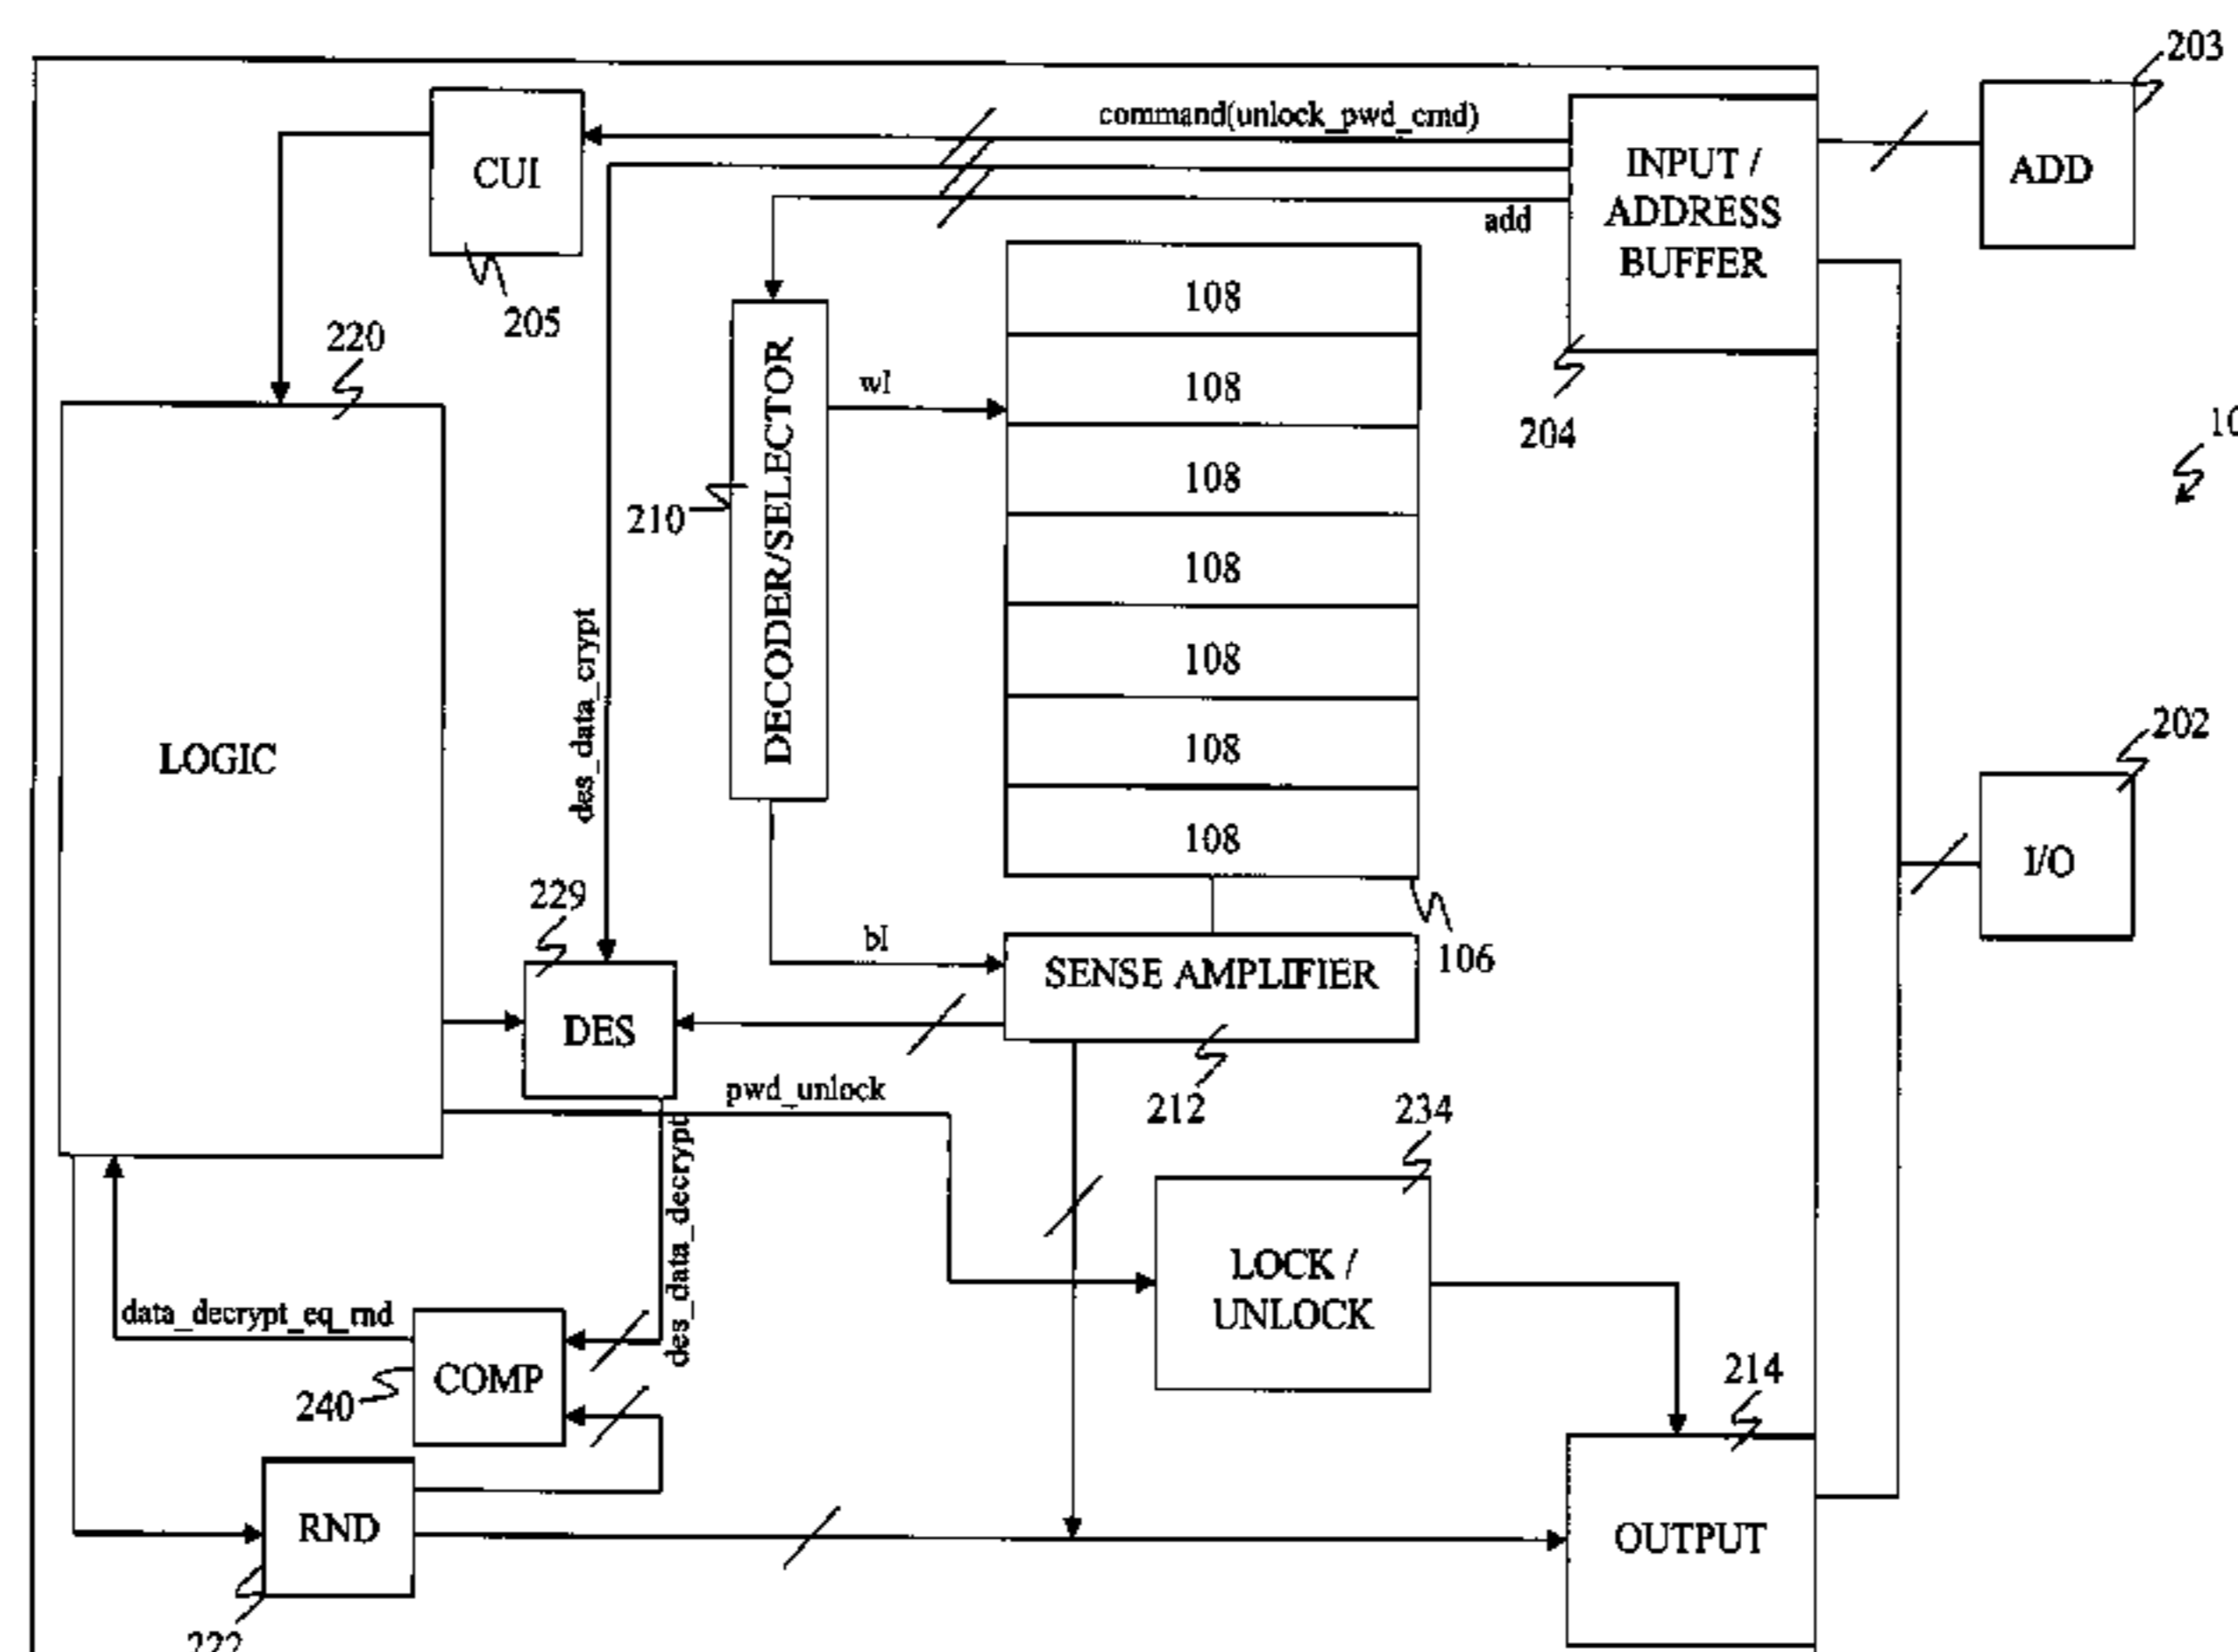 203
command(unlock_pwd_cmd)
CUI
INPUT /
ADDRESS
BUFFER
ADD
add
205
220
108
108
108
108
108
108
108
wl
204
DECODER/SELECTOR
210
LOGIC
des_data_crypt
202
I/O
229
bl
106
SENSE AMPLIFIER
DES
pwd_unlock
212
234
des_data_decrypt
LOCK /
UNLOCK
data_decrypt_eq_rnd
COMP
240
214
RND
OUTPUT